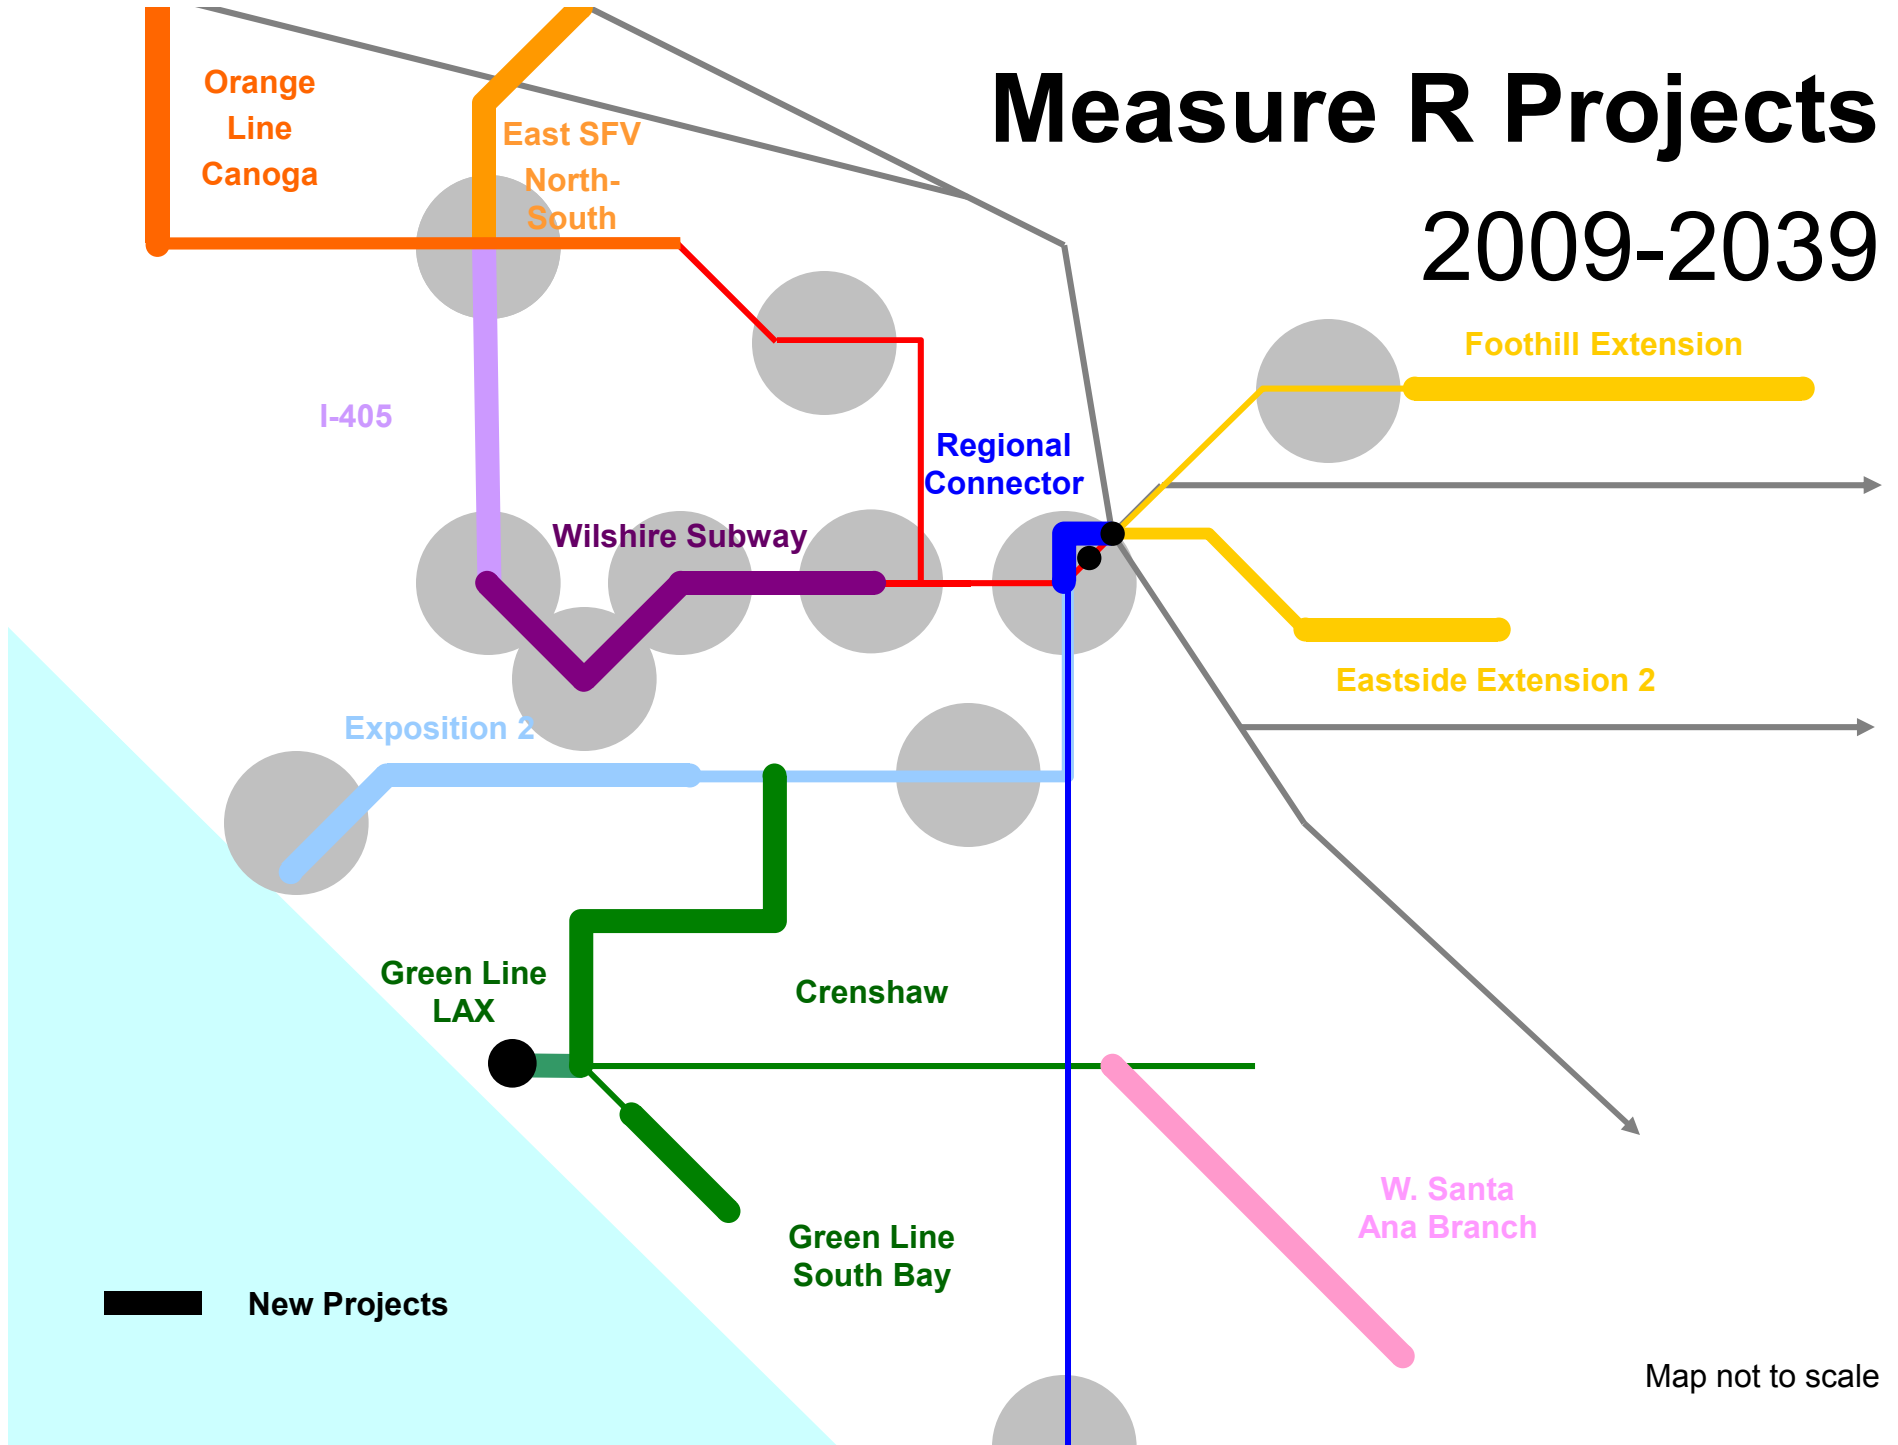 Measure R Projects
2009-2039
Orange
Line
Canoga
East SFV
North-
South
Foothill Extension
I-405
Regional
Connector
Wilshire Subway
Eastside Extension 2
Exposition 2
Green Line
LAX
Crenshaw
W. Santa
Ana Branch
Green Line
South Bay
New Projects
Map not to scale